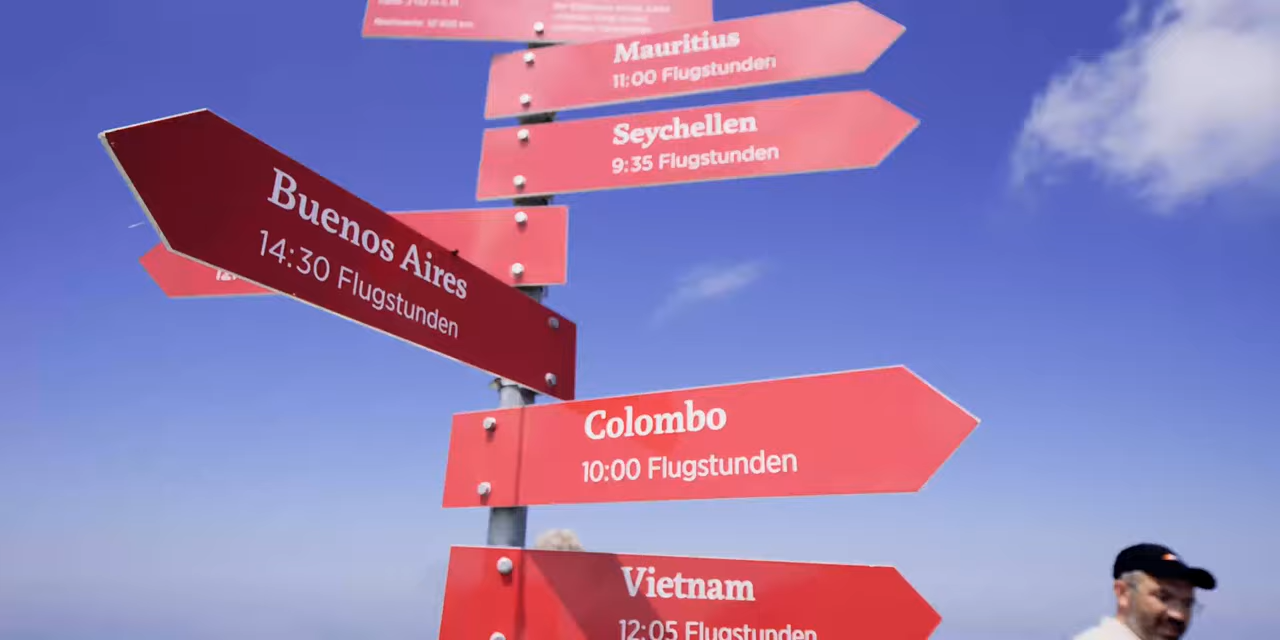 Mauritius
11:00 Flugstunden
Seychellen
9:35 Flugstunden
Buenos Aires
14:30 Flugstunden
Colombo
10:00 Flugstunden
Vietnam
12:05 Flugstunden